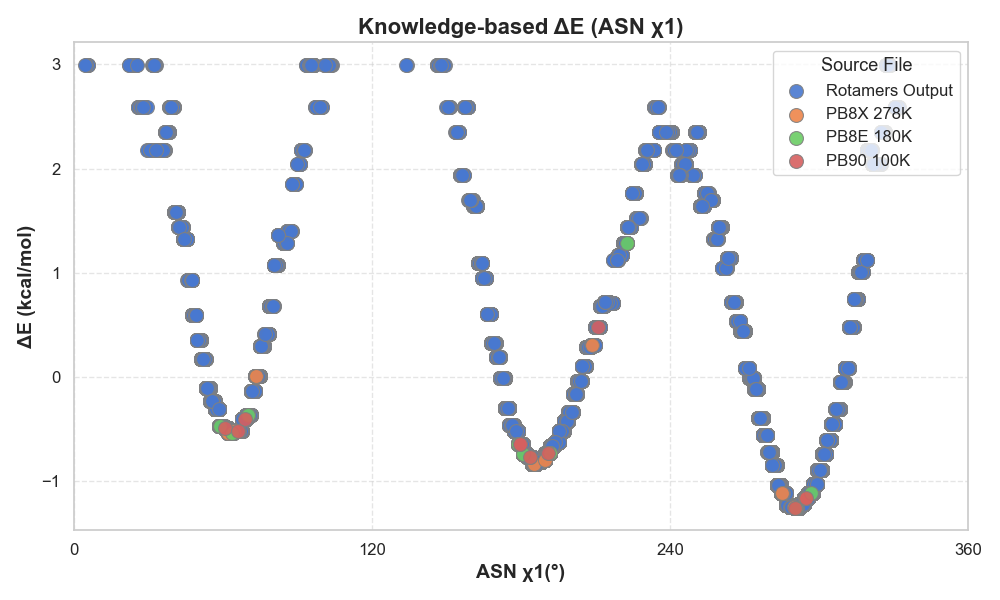 Knowledge-based ΔE (ASN χ1)
Source File
Rotamers Output
PB8X 278K
PB8E 180K
PB90 100K
ΔE (kcal/mol)
3
2
1
0
−1
0
120
240
360
ASN χ1(°)